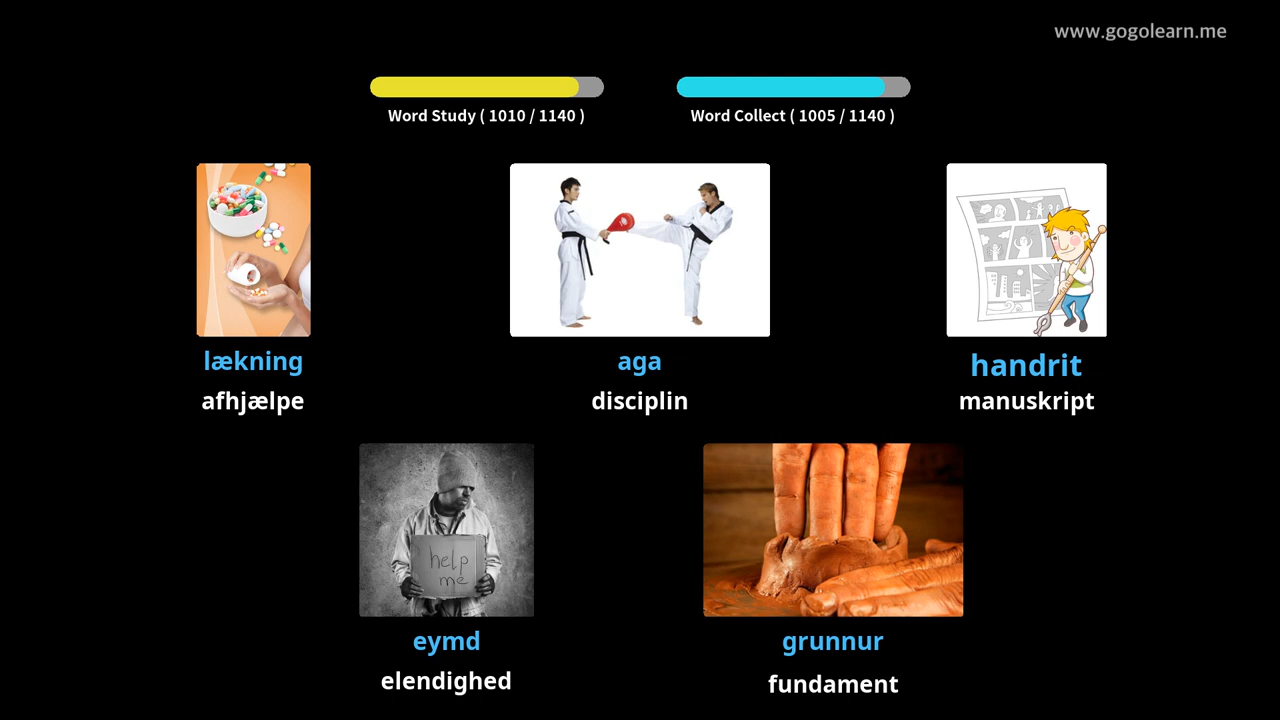 www.gogolearn.me
Word Study ( 1010 / 1140 )
Word Collect ( 1005 / 1140 )
lækning
afhjælpe
aga
disciplin
handrit
manuskript
help
me
eymd
elendighed
grunnur
fundament